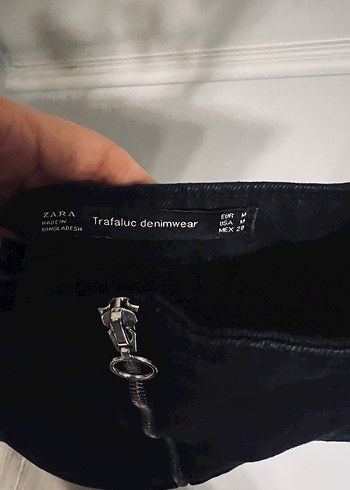 ZARA
MADE IN
BANGLADESH
Trafaluc denimwear
EUR M
USA M
MEX 28